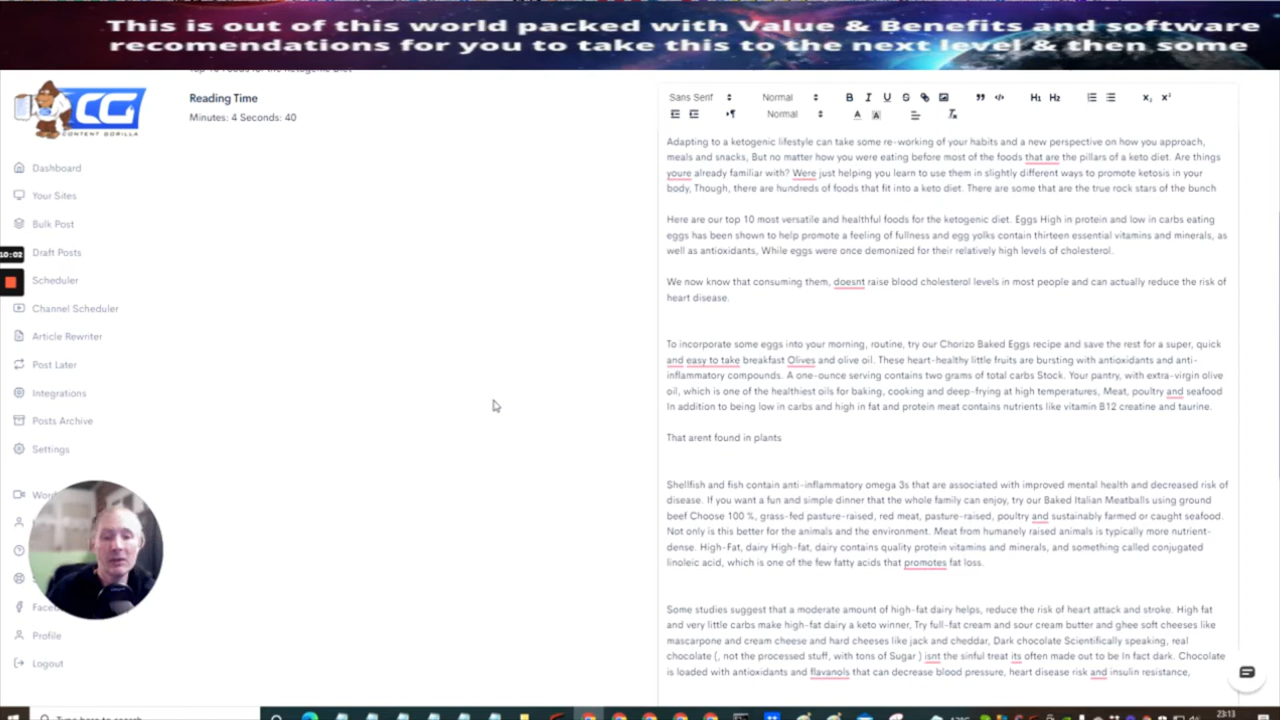 This is out of this world packed with Value & Benefits and software
recomendations for you to take this to the next level & then some
CG
CONTENT GORILLA
Reading Time
Minutes: 4 Seconds: 40
Dashboard
Your Sites
Bulk Post
10:02
Draft Posts
Scheduler
Channel Scheduler
Article Rewriter
Post Later
Integrations
Posts Archive
Settings
Profile
Logout
Sans Serif Normal B I U S H1 H2 X₂ X²
Normal A A
Adapting to a ketogenic lifestyle can take some re-working of your habits and a new perspective on how you approach,
meals and snacks, But no matter how you were eating before most of the foods that are the pillars of a keto diet. Are things
youre already familiar with? Were just helping you learn to use them in slightly different ways to promote ketosis in your
body, Though, there are hundreds of foods that fit into a keto diet. There are some that are the true rock stars of the bunch
Here are our top 10 most versatile and healthful foods for the ketogenic diet. Eggs High in protein and low in carbs eating
eggs has been shown to help promote a feeling of fullness and egg yolks contain thirteen essential vitamins and minerals, as
well as antioxidants, While eggs were once demonized for their relatively high levels of cholesterol.
We now know that consuming them, doesnt raise blood cholesterol levels in most people and can actually reduce the risk of
heart disease.
To incorporate some eggs into your morning, routine, try our Chorizo Baked Eggs recipe and save the rest for a super, quick
and easy to take breakfast Olives and olive oil. These heart-healthy little fruits are bursting with antioxidants and anti-
inflammatory compounds. A one-ounce serving contains two grams of total carbs Stock. Your pantry, with extra-virgin olive
oil, which is one of the healthiest oils for baking, cooking and deep-frying at high temperatures, Meat, poultry and seafood
In addition to being low in carbs and high in fat and protein meat contains nutrients like vitamin B12 creatine and taurine.
That arent found in plants
Shellfish and fish contain anti-inflammatory omega 3s that are associated with improved mental health and decreased risk of
disease. If you want a fun and simple dinner that the whole family can enjoy, try our Baked Italian Meatballs using ground
beef Choose 100 %, grass-fed pasture-raised, red meat, pasture-raised, poultry and sustainably farmed or caught seafood.
Not only is this better for the animals and the environment. Meat from humanely raised animals is typically more nutrient-
dense. High-Fat, dairy High-fat, dairy contains quality protein vitamins and minerals, and something called conjugated
linoleic acid, which is one of the few fatty acids that promotes fat loss.
Some studies suggest that a moderate amount of high-fat dairy helps, reduce the risk of heart attack and stroke. High fat
and very little carbs make high-fat dairy a keto winner, Try full-fat cream and sour cream butter and ghee soft cheeses like
mascarpone and cream cheese and hard cheeses like jack and cheddar, Dark chocolate Scientifically speaking, real
chocolate (, not the processed stuff, with tons of Sugar ) isnt the sinful treat its often made out to be In fact dark. Chocolate
is loaded with antioxidants and flavanols that can decrease blood pressure, heart disease risk and insulin resistance,
23:13